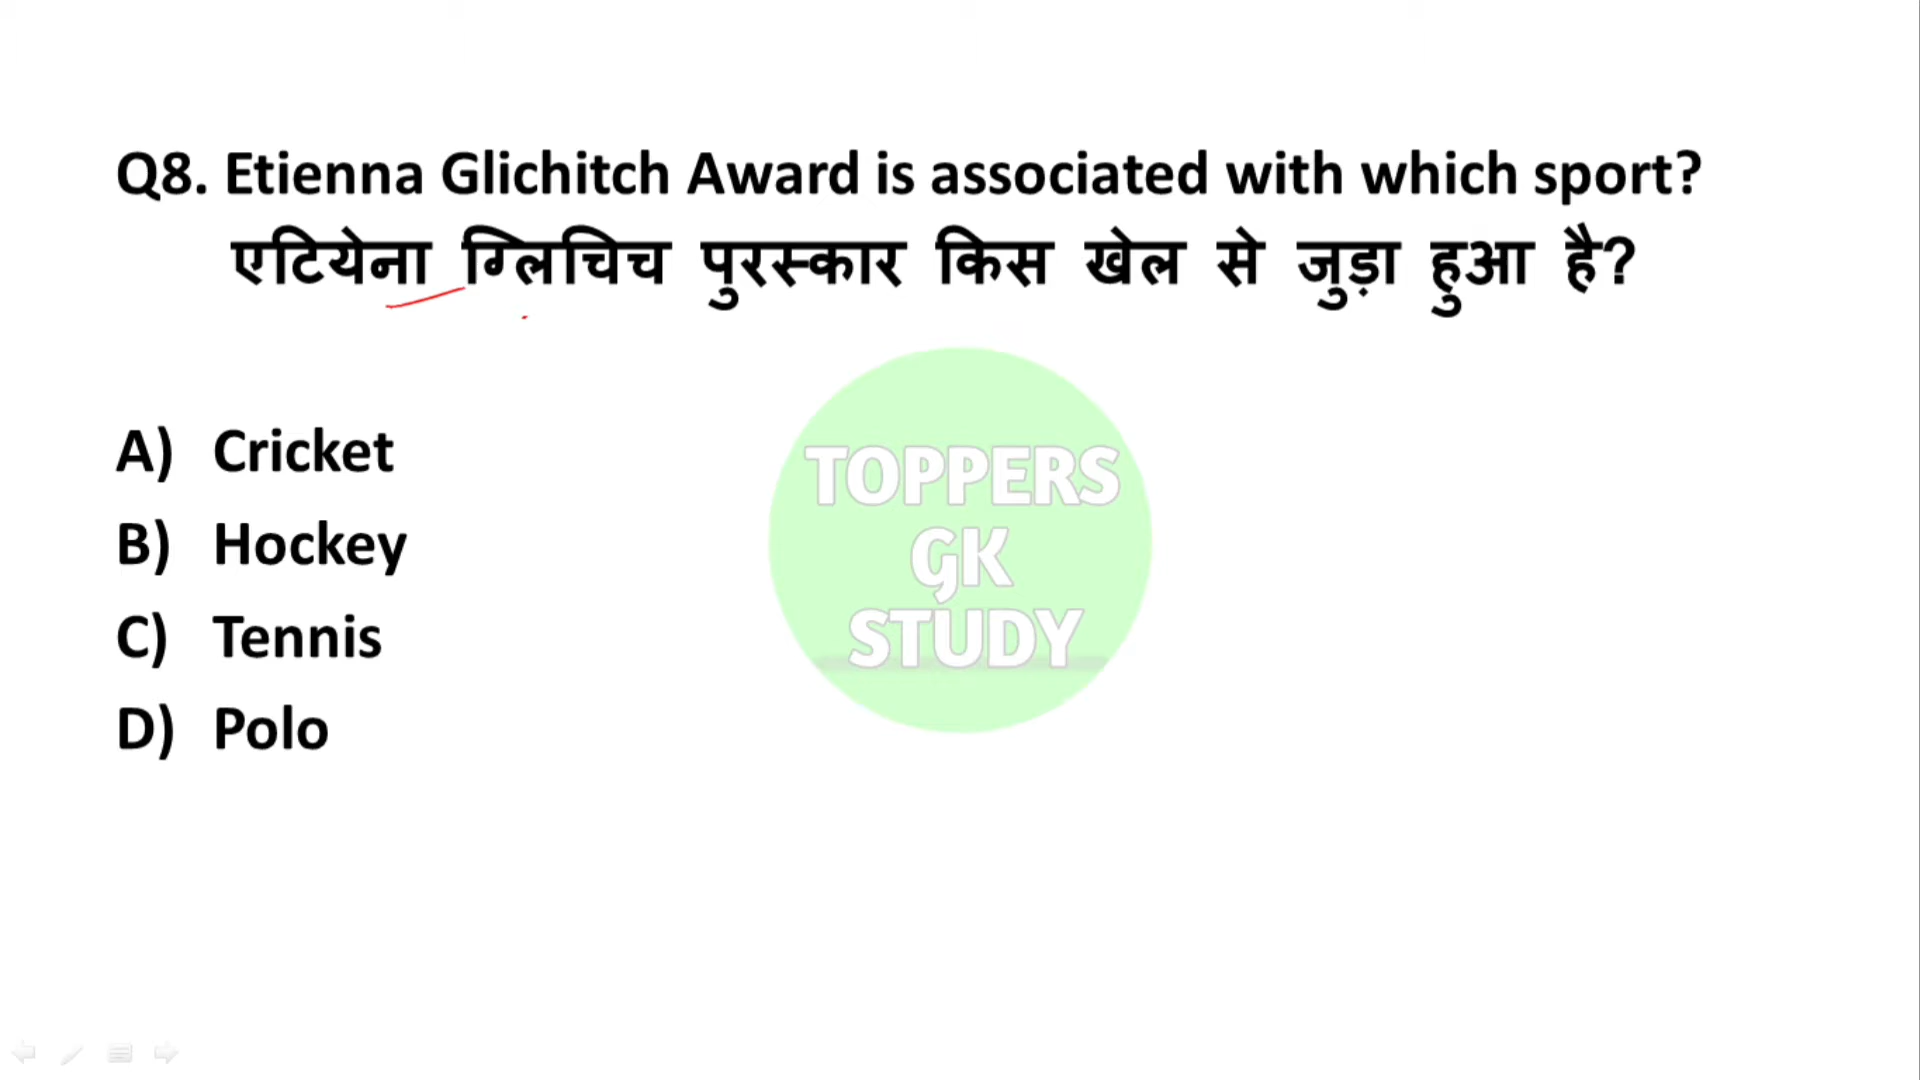 Q8. Etienna Glichitch Award is associated with which sport?
एटियेना ग्लिचिच पुरस्कार किस खेल से जुड़ा हुआ है?
A) Cricket
B) Hockey
C) Tennis
D) Polo
TOPPERS
GK
STUDY